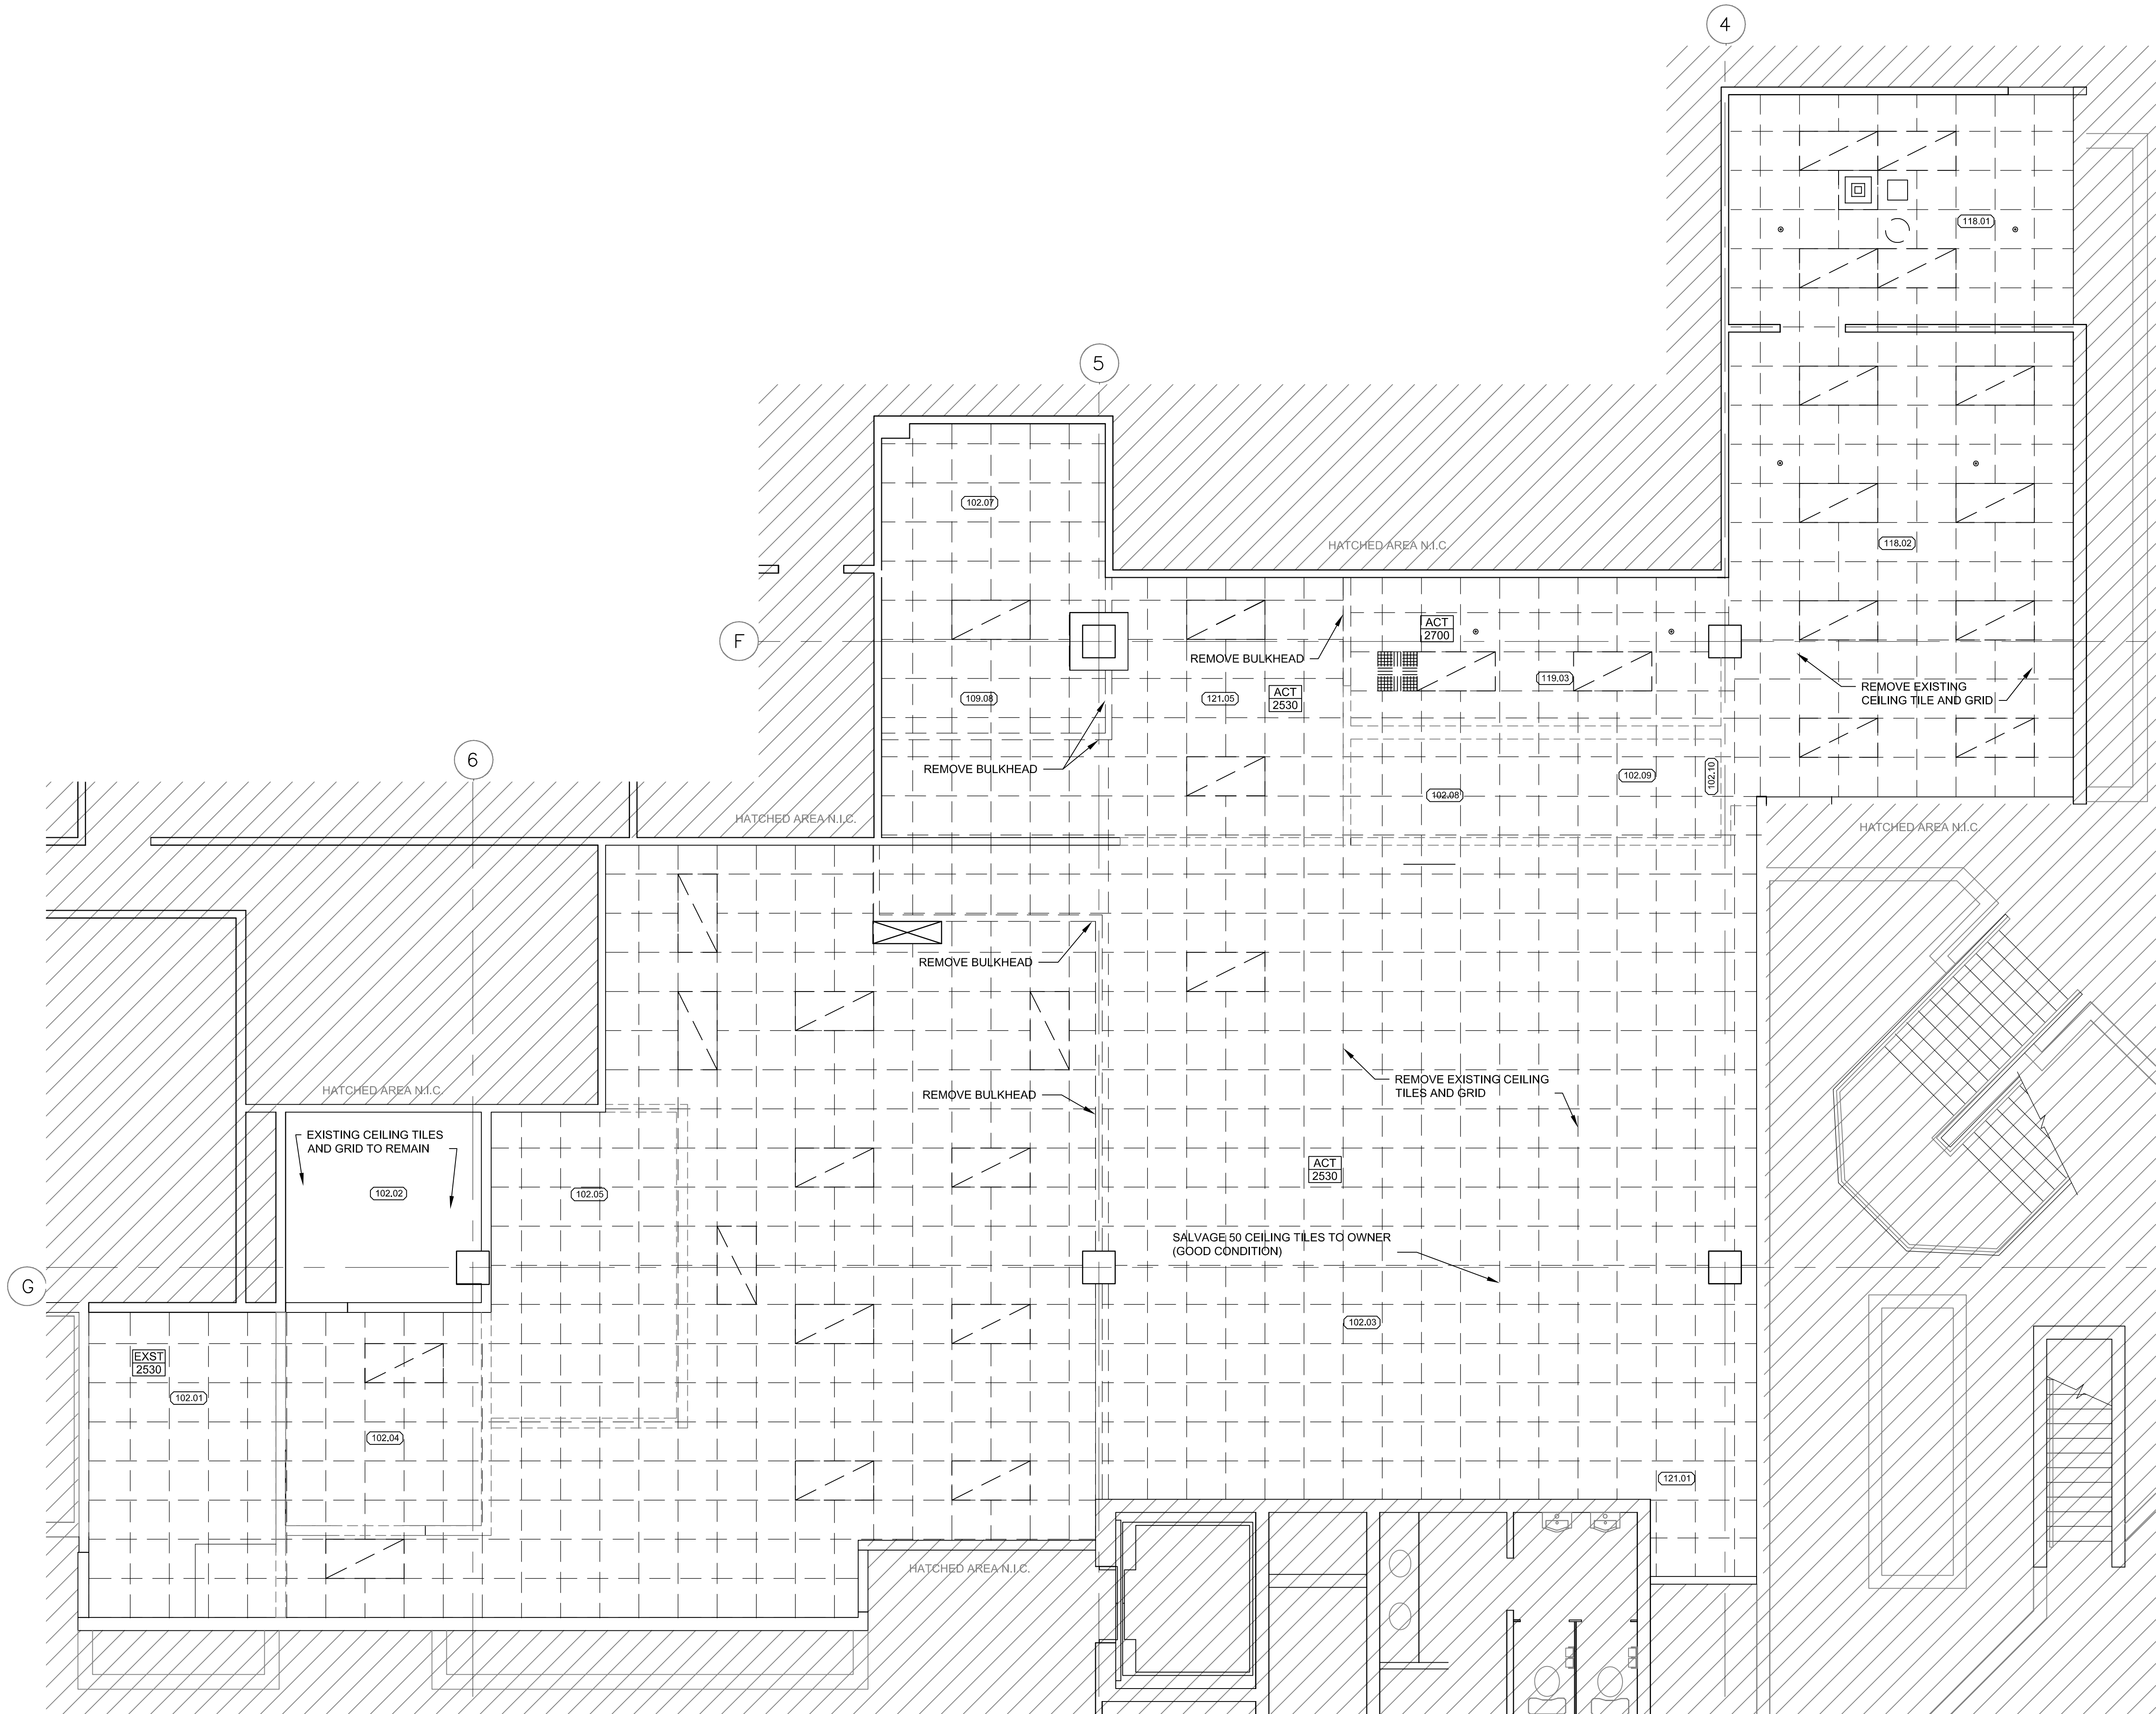 4
118.01
5
102.07
HATCHED AREA N.I.C.
118.02
F
ACT
2700
REMOVE BULKHEAD
119.03
109.08
121.05
ACT
2530
REMOVE EXISTING
CEILING TILE AND GRID
6
REMOVE BULKHEAD
102.09
102.10
102.08
HATCHED AREA N.I.C.
HATCHED AREA N.I.C.
REMOVE BULKHEAD
HATCHED AREA N.I.C.
REMOVE BULKHEAD
REMOVE EXISTING CEILING
TILES AND GRID
EXISTING CEILING TILES
AND GRID TO REMAIN
102.02
102.05
ACT
2530
SALVAGE 50 CEILING TILES TO OWNER
(GOOD CONDITION)
G
102.03
EXST
2530
102.01
102.04
121.01
HATCHED AREA N.I.C.